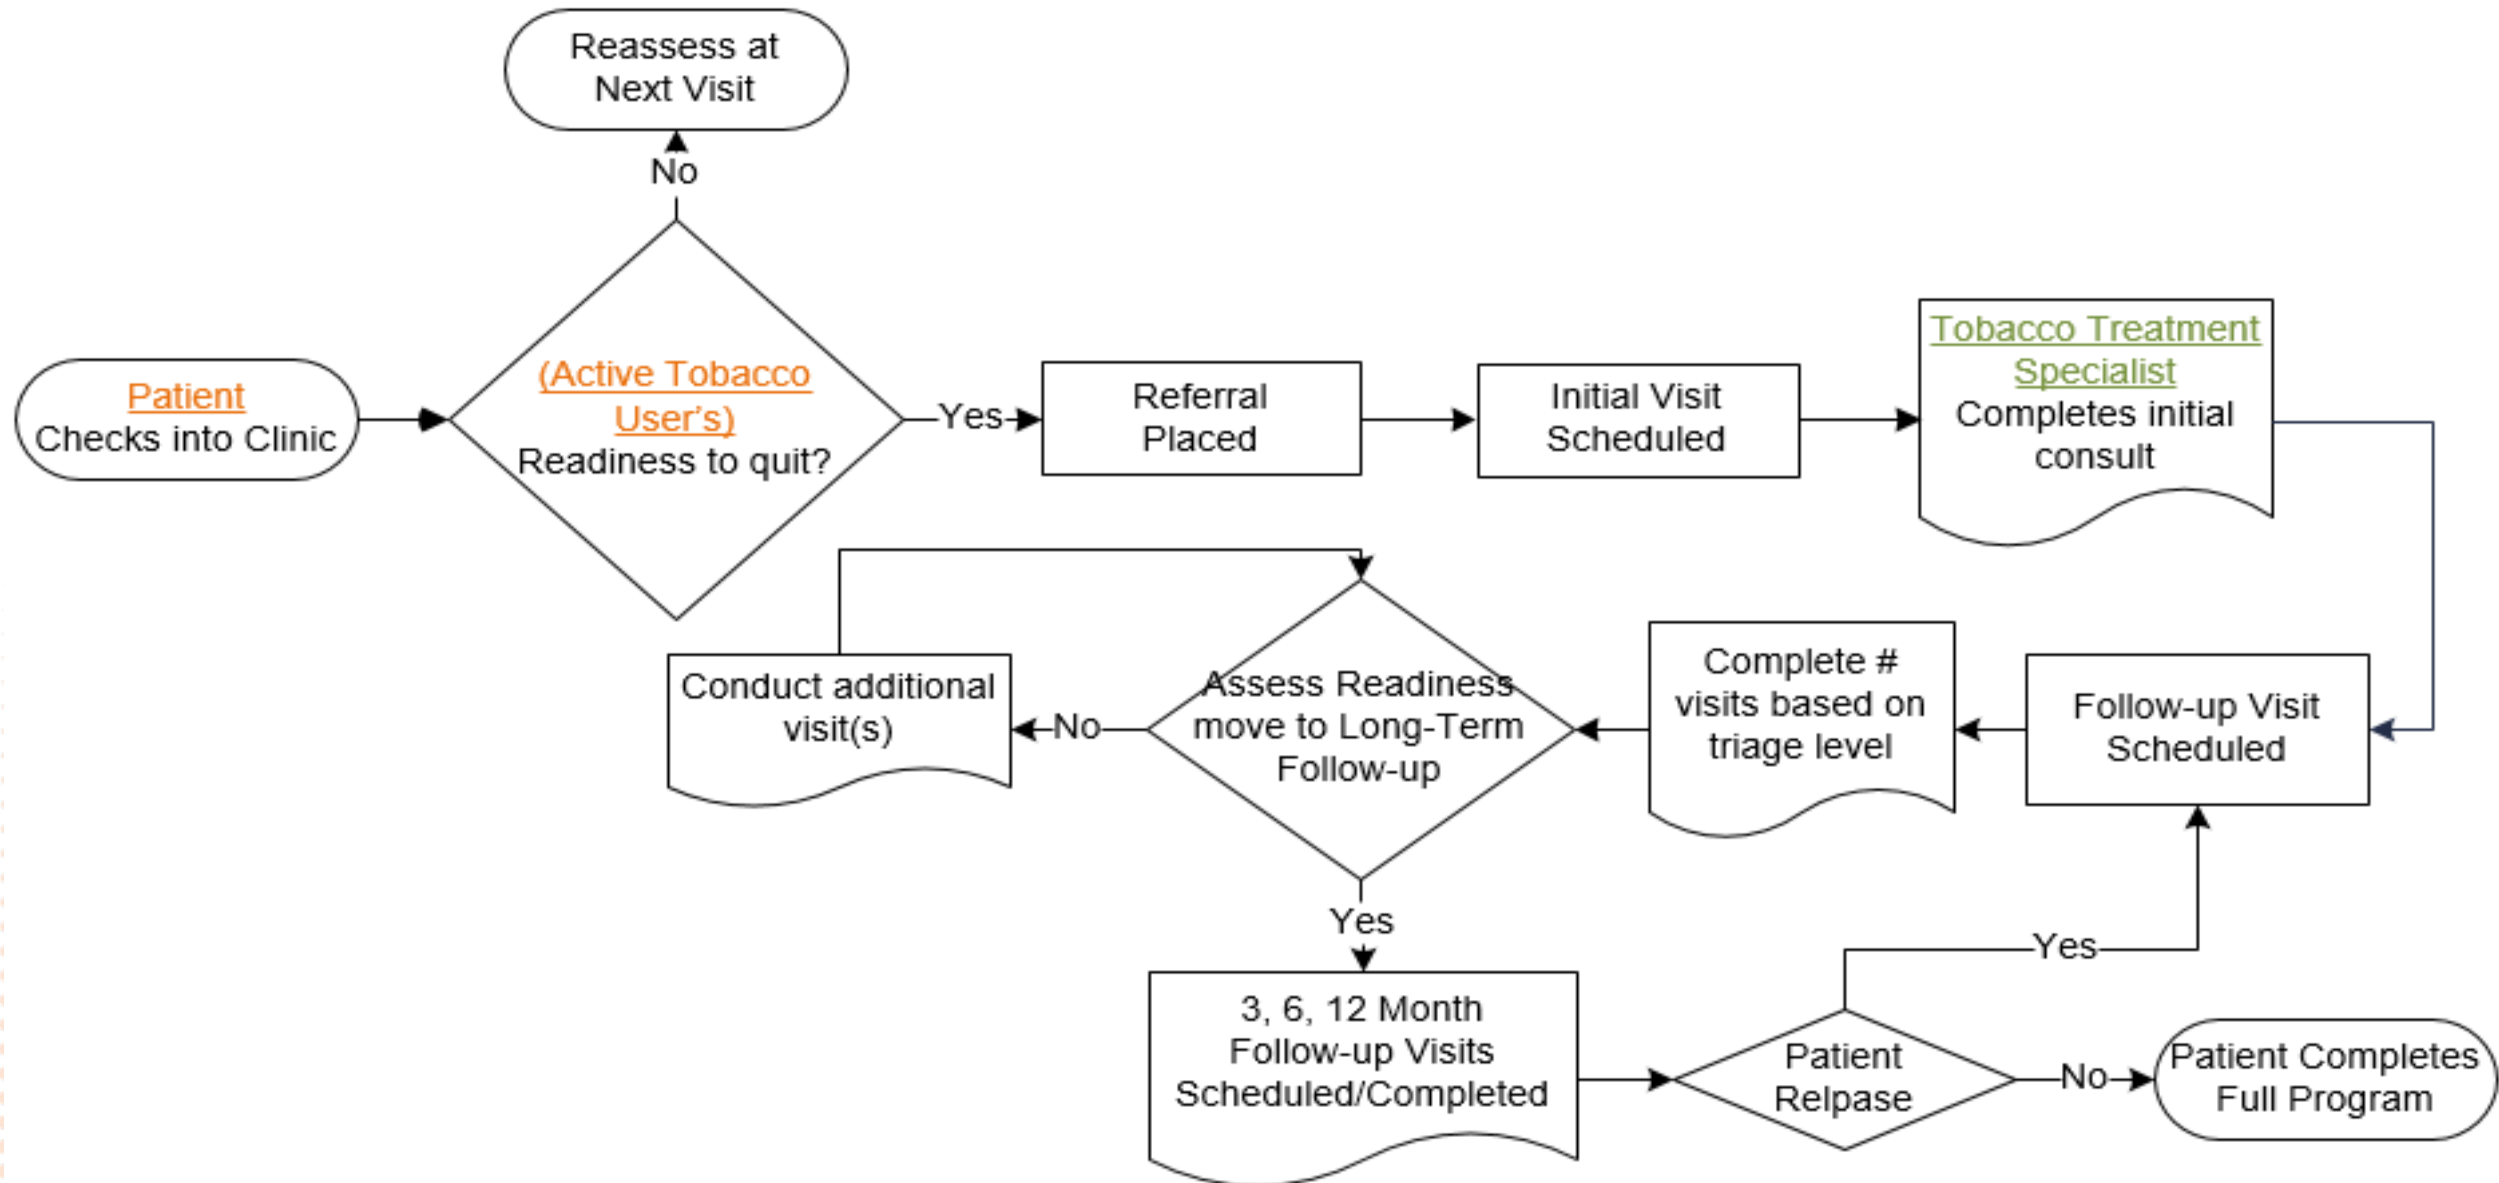 Reassess at
Next Visit
No
Patient
Checks into Clinic
(Active Tobacco
User's)
Readiness to quit?
Yes
Referral
Placed
Initial Visit
Scheduled
Tobacco Treatment
Specialist
Completes initial
consult
Follow-up Visit
Scheduled
Complete #
visits based on
triage level
Assess Readiness
move to Long-Term
Follow-up
No
Conduct additional
visit(s)
Yes
3, 6, 12 Month
Follow-up Visits
Scheduled/Completed
Patient
Relpase
Yes
No
Patient Completes
Full Program